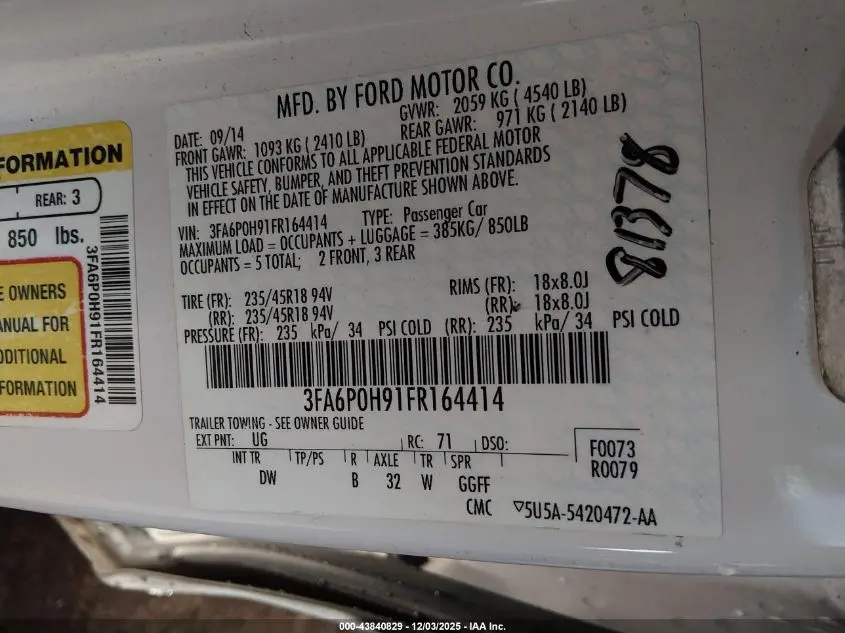 FORMATION
REAR: 3
850 lbs.
E OWNERS
ANUAL FOR
DDITIONAL
FORMATION
3FA6P0H91FR164414
MFD. BY FORD MOTOR CO.
DATE: 09/14 GVWR: 2059 KG ( 4540 LB)
FRONT GAWR: 1093 KG ( 2410 LB) REAR GAWR: 971 KG ( 2140 LB)
THIS VEHICLE CONFORMS TO ALL APPLICABLE FEDERAL MOTOR
VEHICLE SAFETY, BUMPER, AND THEFT PREVENTION STANDARDS
IN EFFECT ON THE DATE OF MANUFACTURE SHOWN ABOVE.
VIN: 3FA6P0H91FR164414 TYPE: Passenger Car
MAXIMUM LOAD = OCCUPANTS + LUGGAGE = 385KG/ 850LB
OCCUPANTS = 5 TOTAL; 2 FRONT, 3 REAR
TIRE (FR): 235/45R18 94V RIMS (FR): 18x8.0J
(RR): 235/45R18 94V (RR): 18x8.0J
PRESSURE (FR): 235 kPa/ 34 PSI COLD (RR): 235 kPa/ 34 PSI COLD
3FA6P0H91FR164414
TRAILER TOWING - SEE OWNER GUIDE
EXT PNT: UG RC: 71 DSO:
INT TR TP/PS R AXLE TR SPR
DW B 32 W GGFF
F0073
R0079
CMC ▽5U5A-5420472-AA
81378
000-43840829 - 12/03/2025 - IAA Inc.